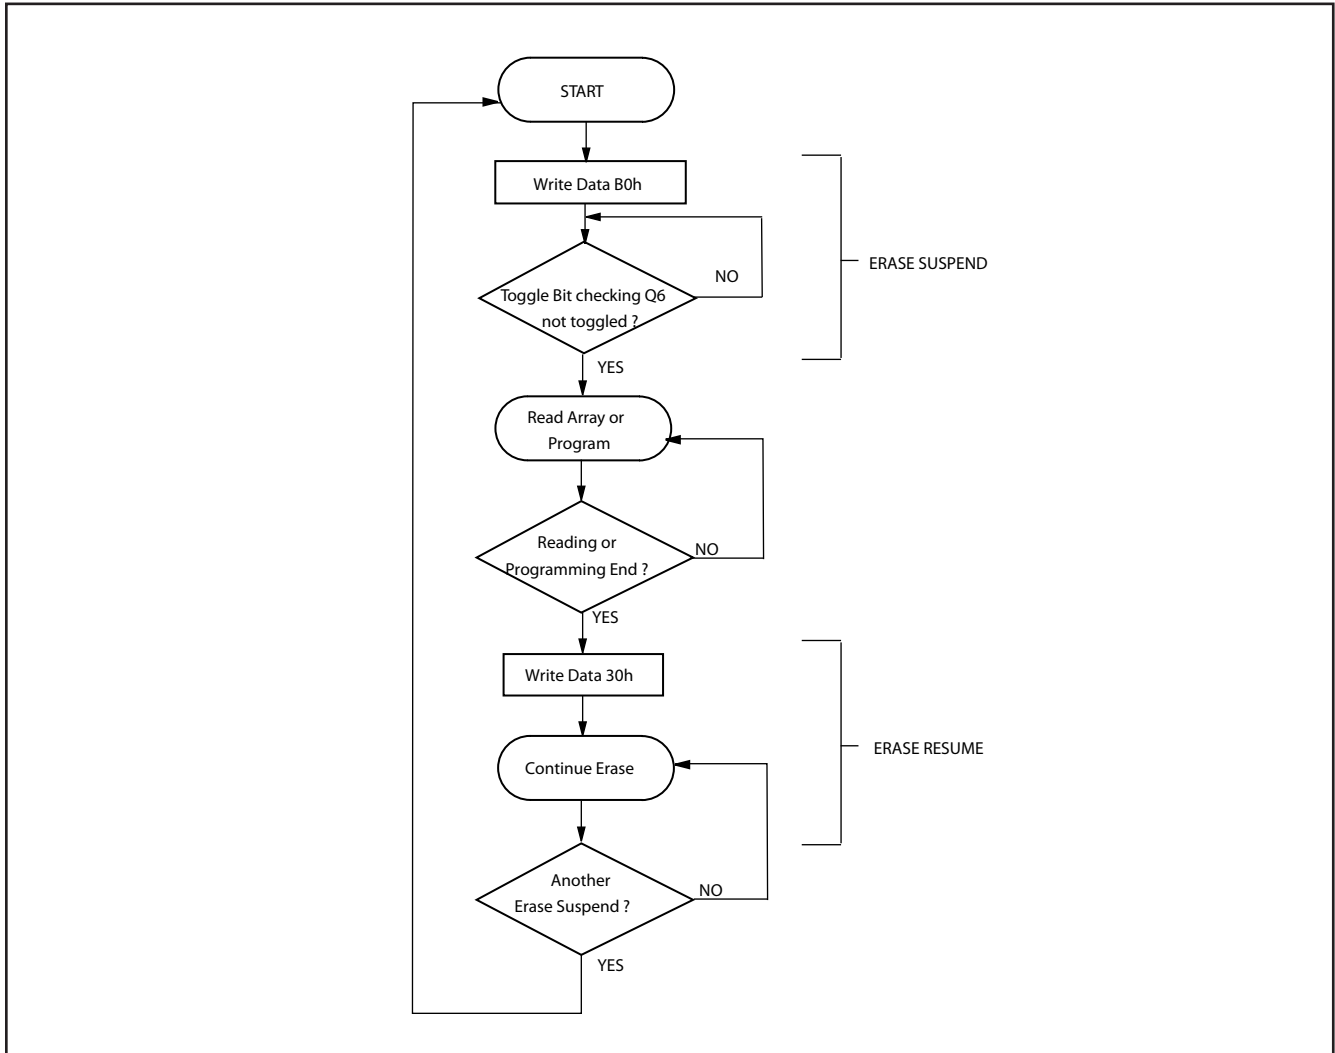 START
Write Data B0h
ERASE SUSPEND
NO
Toggle Bit checking Q6
not toggled ?
YES
Read Array or
Program
Reading or
NO
Programming End ?
YES
Write Data 30h
ERASE RESUME
Continue Erase
Another
NO
Erase Suspend ?
YES